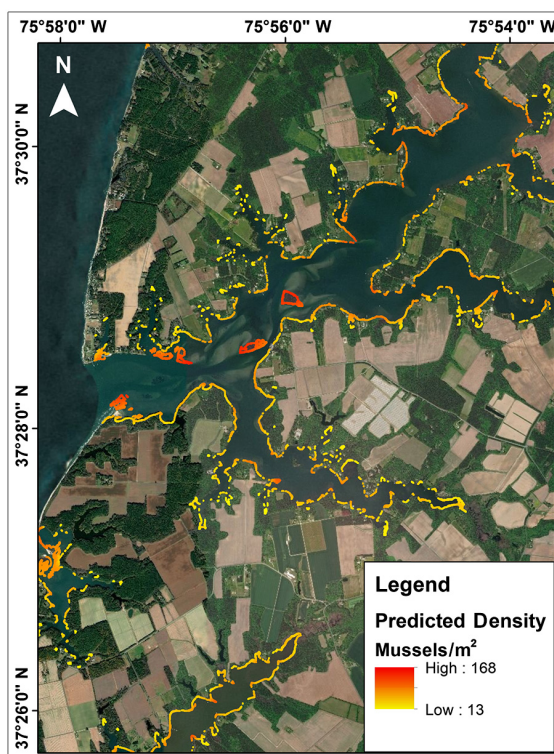 75°58'0" W
75°56'0" W
75°54'0" W
N
37°30'0" N
37°28'0" N
37°26'0" N
Legend
Predicted Density
Mussels/m²
High : 168
Low : 13